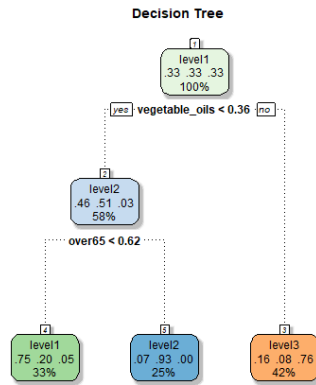 Decision Tree
1
level1
.33 .33 .33
100%
yes vegetable_oils < 0.36 no
2
level2
.46 .51 .03
58%
over65 < 0.62
4
level1
.75 .20 .05
33%
5
level2
.07 .93 .00
25%
3
level3
.16 .08 .76
42%